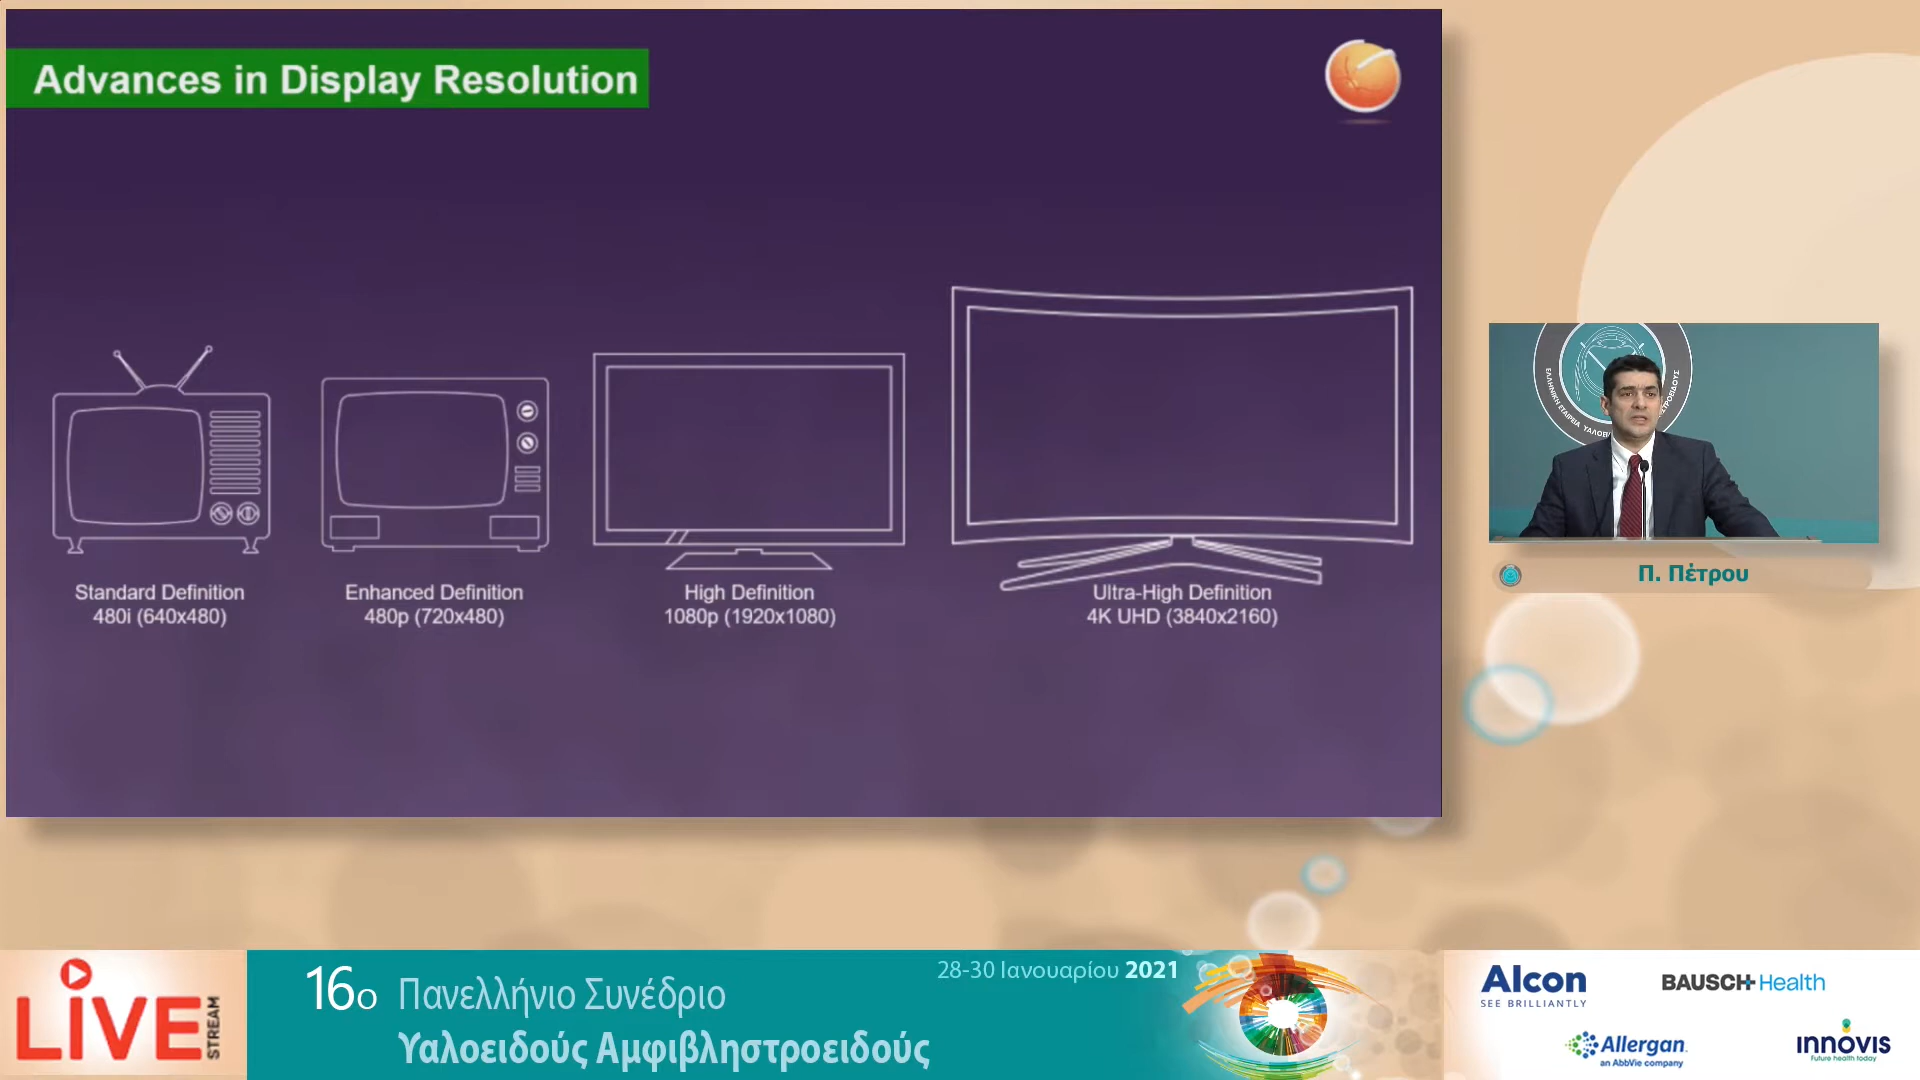 Advances in Display Resolution
Standard Definition
480i (640x480)
Enhanced Definition
480p (720x480)
High Definition
1080p (1920x1080)
Ultra-High Definition
4K UHD (3840x2160)
ΕΛΛΗΝΙΚΗ ΕΤΑΙΡΕΙΑ
Π. Πέτρου
LIVE
STREAM
16ο Πανελλήνιο Συνέδριο
Υαλοειδούς Αμφιβληστροειδούς
28-30 Ιανουαρίου 2021
Alcon
SEE BRILLIANTLY
BAUSCH+Health
Allergan
an AbbVie company
innovis
Future health today